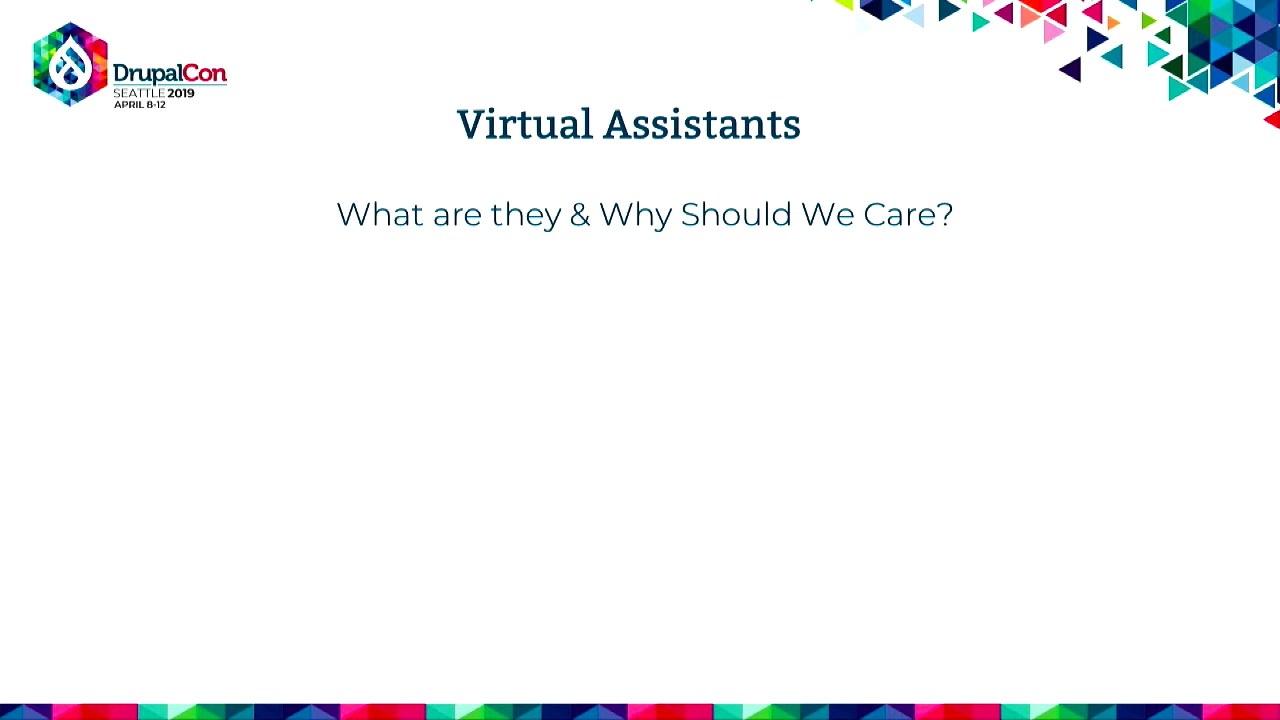 DrupalCon
SEATTLE 2019
APRIL 8-12
Virtual Assistants
What are they & Why Should We Care?